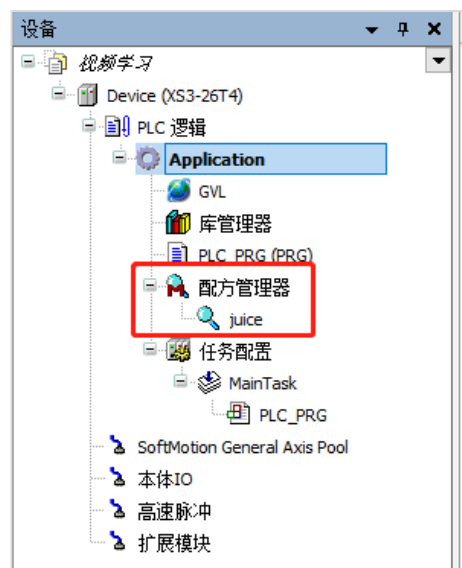 设备
视频学习
Device (XS3-26T4)
PLC 逻辑
Application
GVL
库管理器
PLC_PRG (PRG)
配方管理器
juice
任务配置
MainTask
PLC_PRG
SoftMotion General Axis Pool
本体IO
高速脉冲
扩展模块